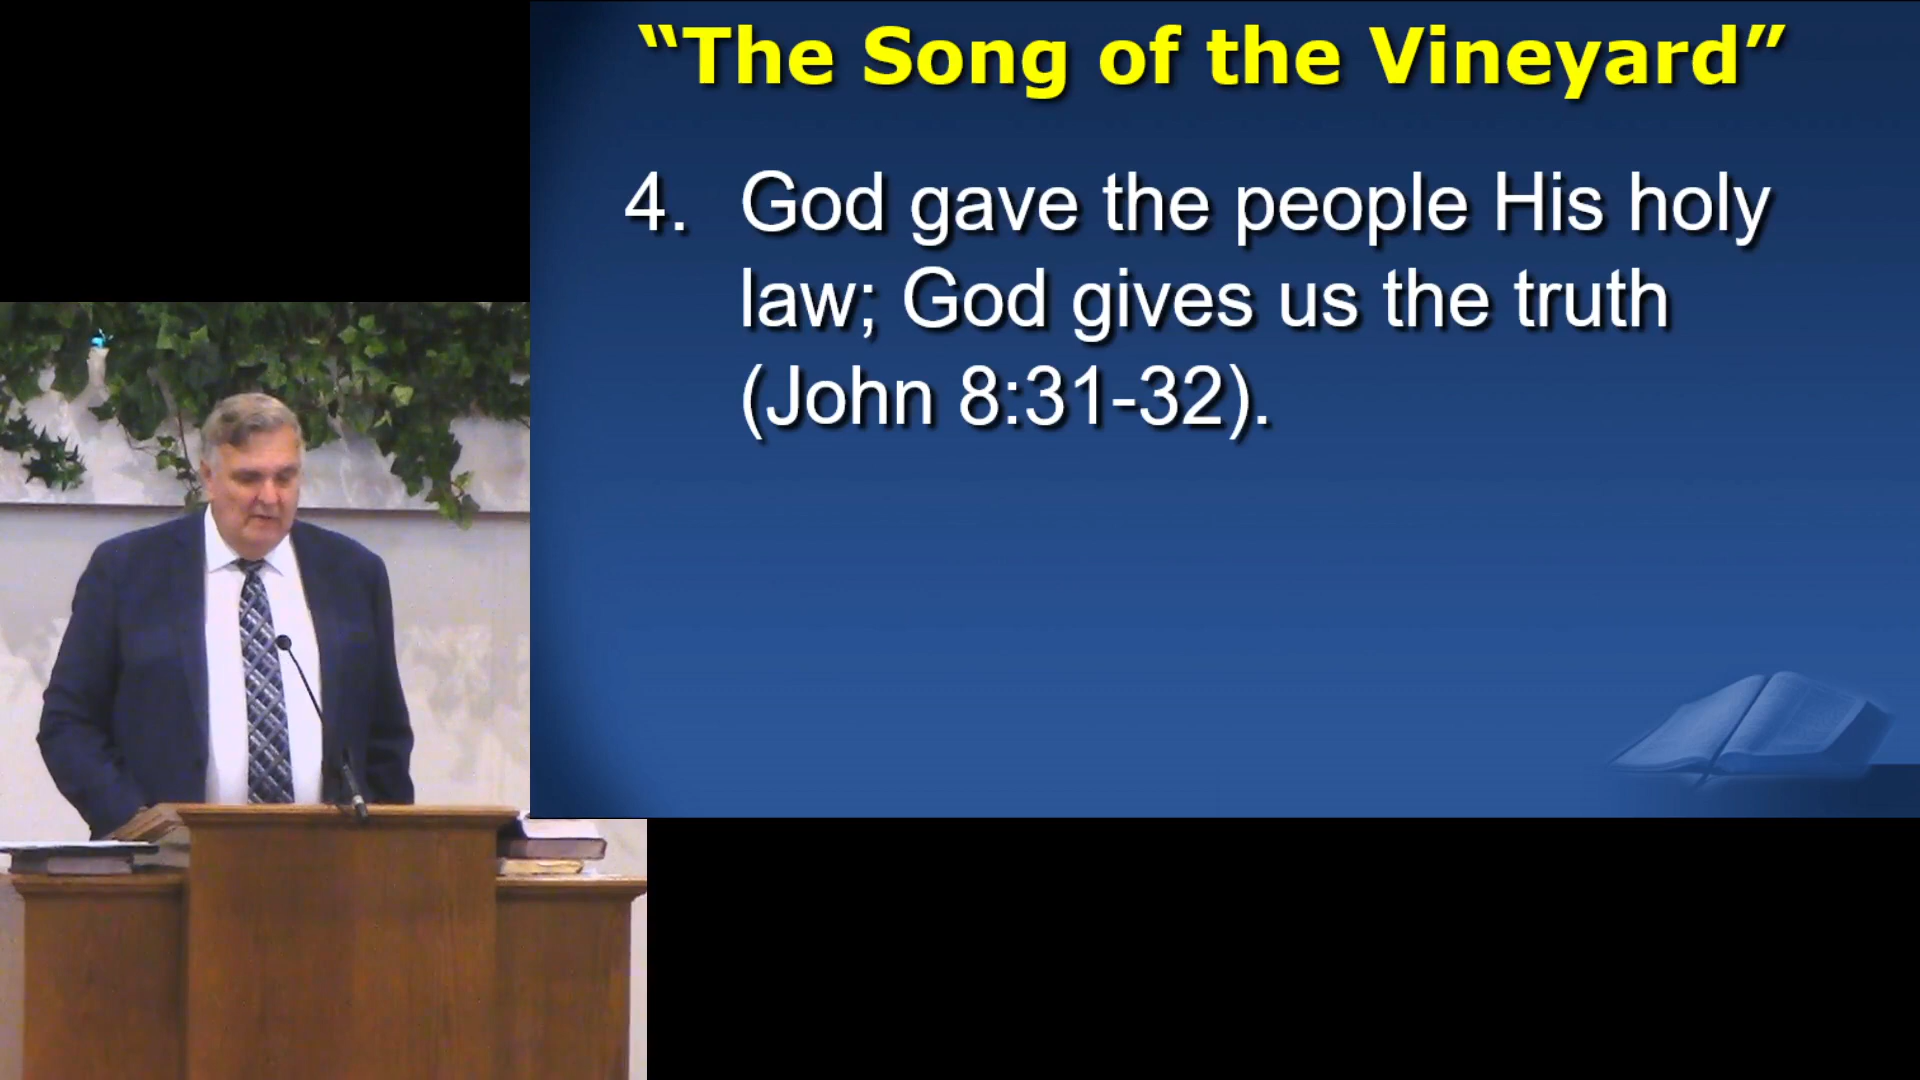 “The Song of the Vineyard”
4. God gave the people His holy
law; God gives us the truth
(John 8:31-32).